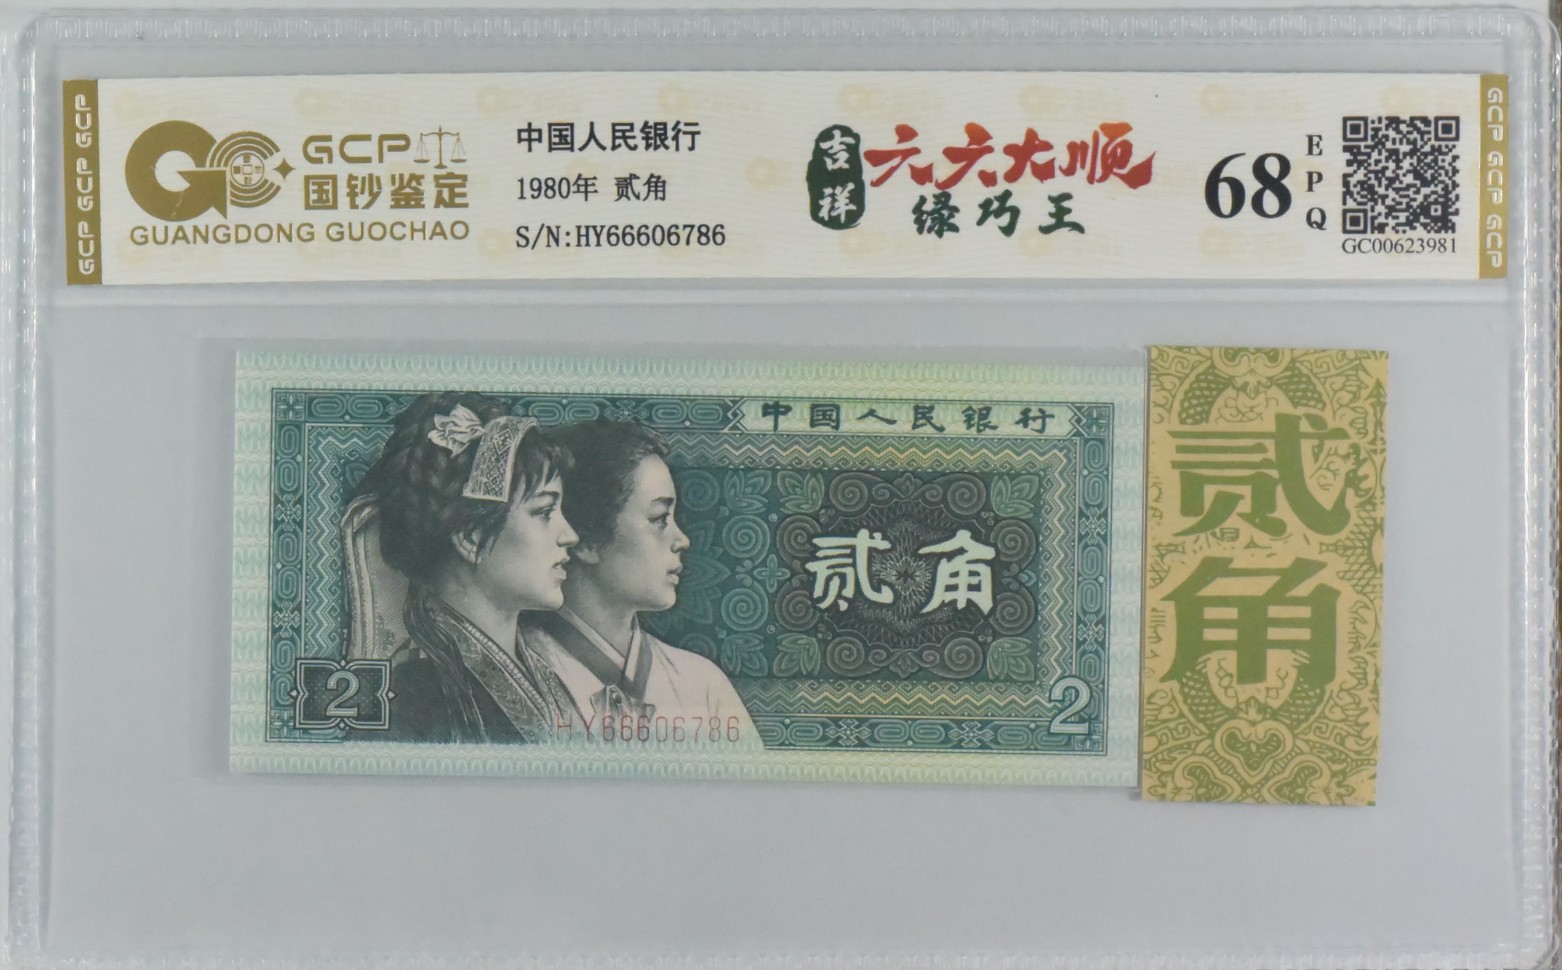 GCP GCP GCP
GCP
国钞鉴定
GUANGDONG GUOCHAO
中国人民银行
1980年 贰角
S/N:HY66606786
吉祥
六六大顺
绿巧王
68
EPQ
GC00623981
GCP GCP GCP
中国人民银行
贰角
2
2
HY66606786
贰角